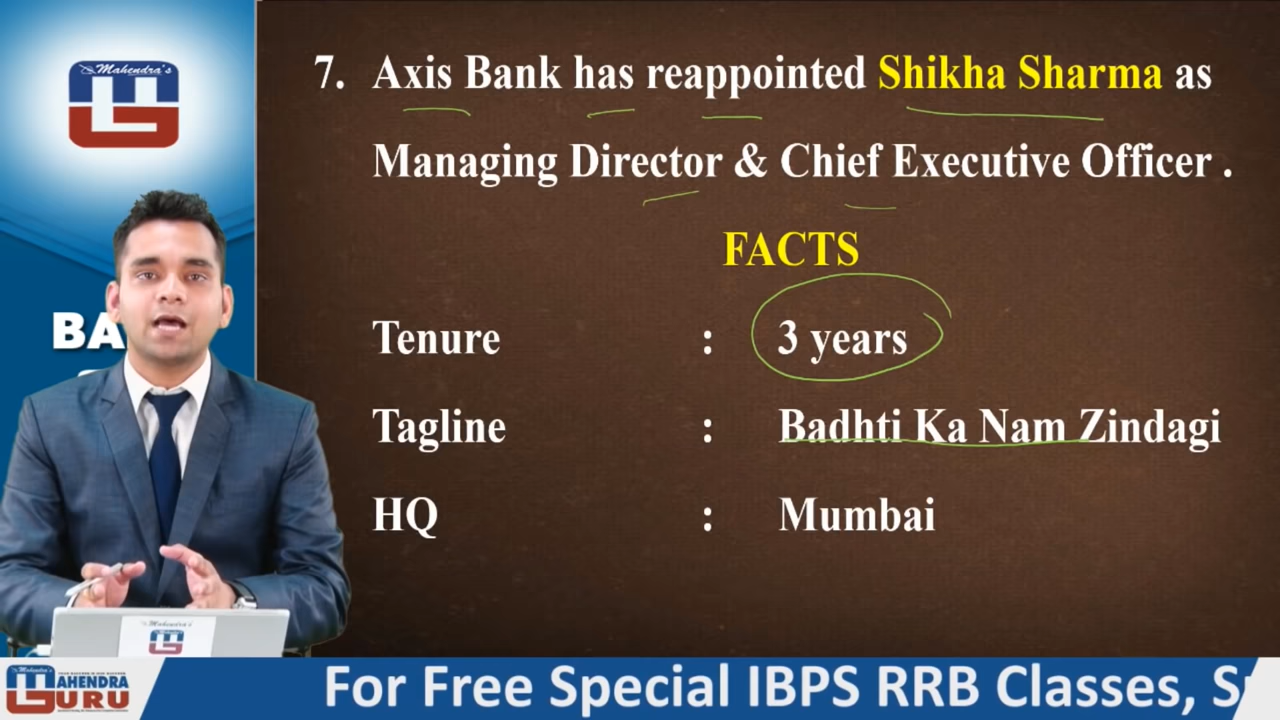 Mahendra's
7. Axis Bank has reappointed Shikha Sharma as
Managing Director & Chief Executive Officer .
FACTS
BA
Tenure : 3 years
Tagline : Badhti Ka Nam Zindagi
HQ : Mumbai
Mahendra's
MAHENDRA
GURU
For Free Special IBPS RRB Classes, S